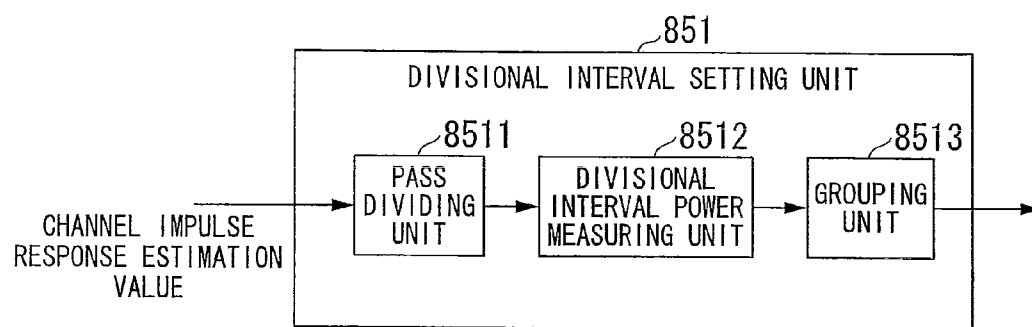 851
DIVISIONAL INTERVAL SETTING UNIT
8511
8512
8513
PASS
DIVIDING
UNIT
DIVISIONAL
INTERVAL POWER
MEASURING UNIT
GROUPING
UNIT
CHANNEL IMPULSE
RESPONSE ESTIMATION
VALUE